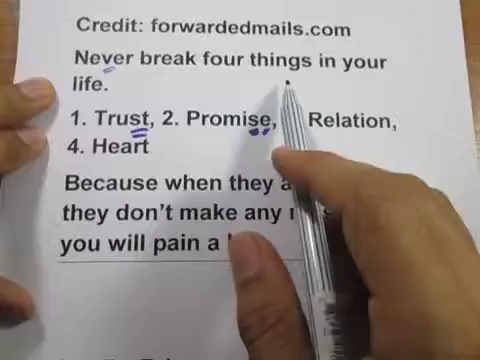 Credit: forwardedmails.com
Never break four things in your
life.
1. Trust, 2. Promise, Relation,
4. Heart
Because when they
they don't make any
you will pain a